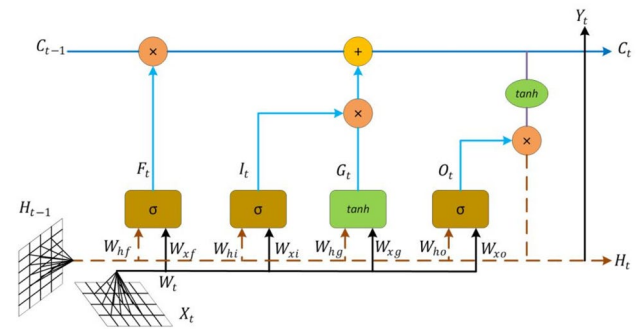 Y_t
C_{t-1} × + C_t
tanh
× ×
F_t I_t G_t O_t
σ σ tanh σ
H_{t-1}
W_{hf} W_{xf} W_{hi} W_{xi} W_{hg} W_{xg} W_{ho} W_{xo}
H_t
W_t
X_t